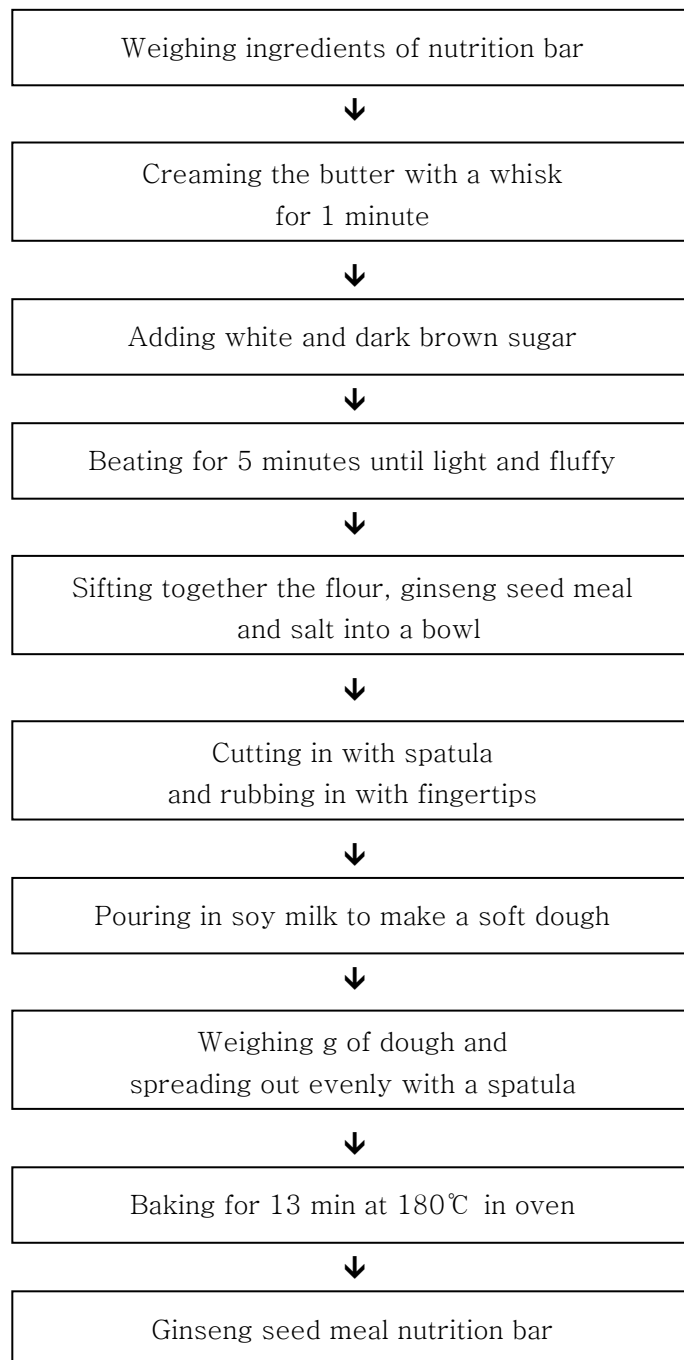 Weighing ingredients of nutrition bar
Creaming the butter with a whisk
for 1 minute
Adding white and dark brown sugar
Beating for 5 minutes until light and fluffy
Sifting together the flour, ginseng seed meal
and salt into a bowl
Cutting in with spatula
and rubbing in with fingertips
Pouring in soy milk to make a soft dough
Weighing g of dough and
spreading out evenly with a spatula
Baking for 13 min at 180℃ in oven
Ginseng seed meal nutrition bar